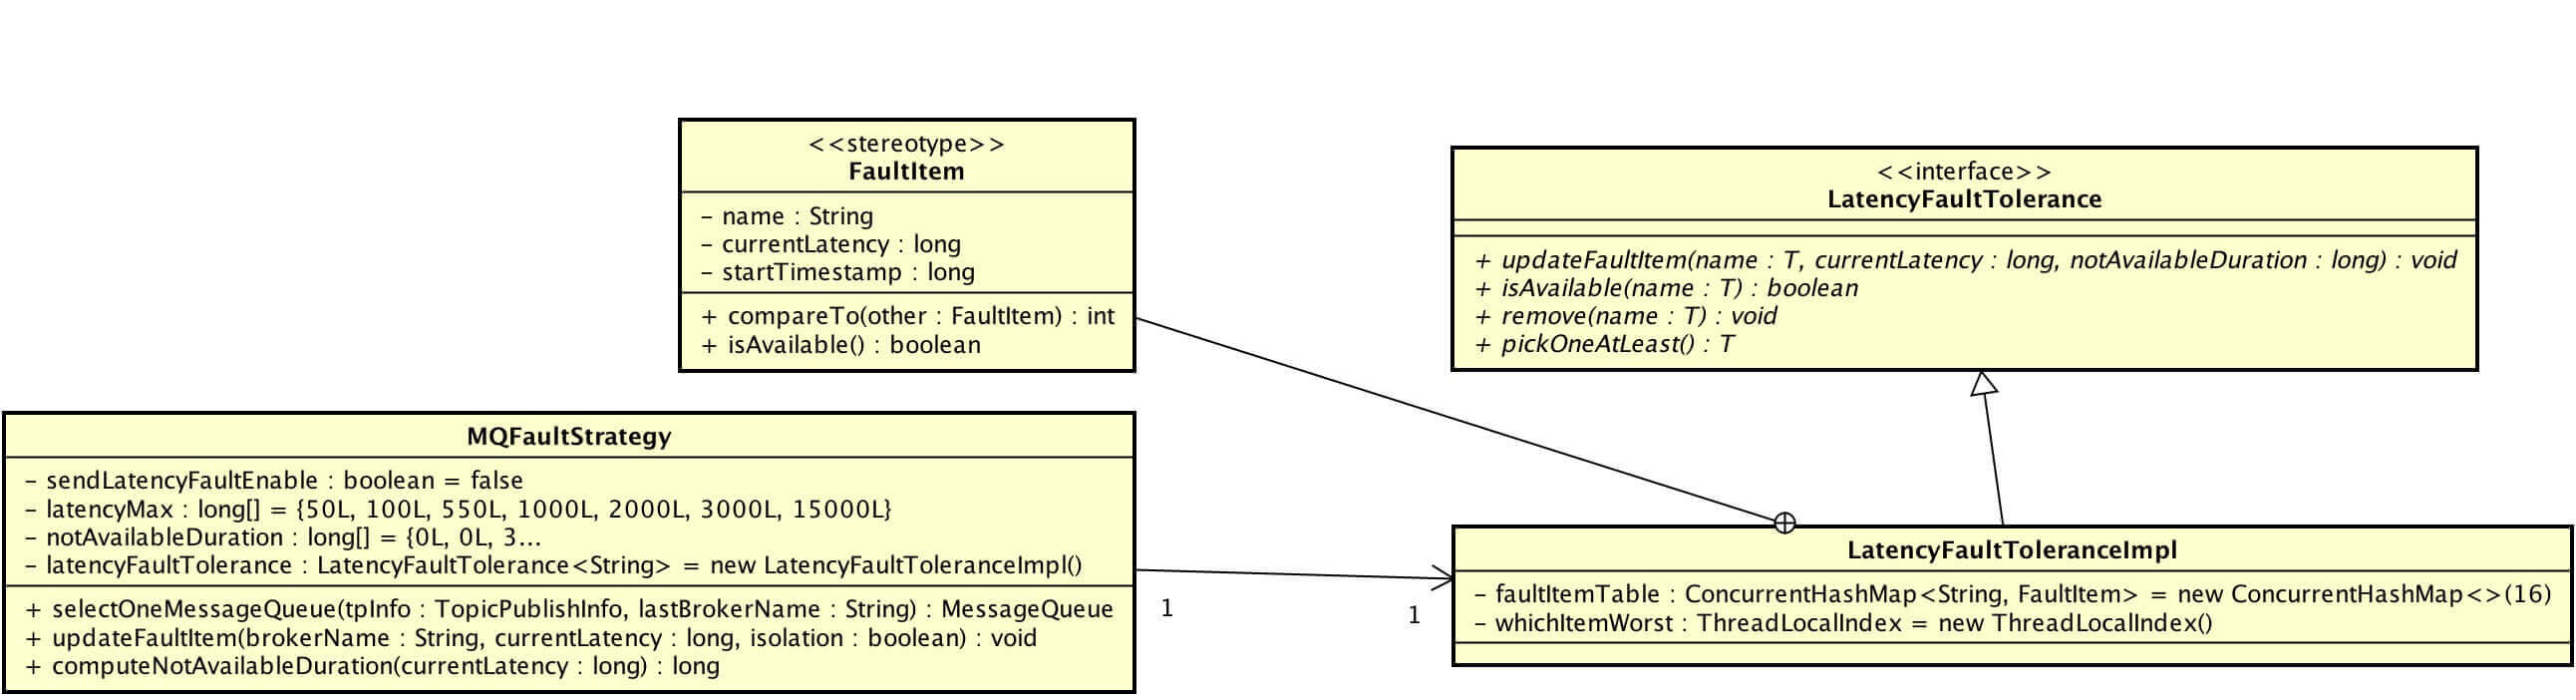 <<stereotype>>
FaultItem
– name : String
– currentLatency : long
– startTimestamp : long
+ compareTo(other : FaultItem) : int
+ isAvailable() : boolean
<<interface>>
LatencyFaultTolerance
+ updateFaultItem(name : T, currentLatency : long, notAvailableDuration : long) : void
+ isAvailable(name : T) : boolean
+ remove(name : T) : void
+ pickOneAtLeast() : T
MQFaultStrategy
– sendLatencyFaultEnable : boolean = false
– latencyMax : long[] = {50L, 100L, 550L, 1000L, 2000L, 3000L, 15000L}
– notAvailableDuration : long[] = {0L, 0L, 3...
– latencyFaultTolerance : LatencyFaultTolerance<String> = new LatencyFaultToleranceImpl()
+ selectOneMessageQueue(tpInfo : TopicPublishInfo, lastBrokerName : String) : MessageQueue
+ updateFaultItem(brokerName : String, currentLatency : long, isolation : boolean) : void
+ computeNotAvailableDuration(currentLatency : long) : long
1
1
LatencyFaultToleranceImpl
– faultItemTable : ConcurrentHashMap<String, FaultItem> = new ConcurrentHashMap<>(16)
– whichItemWorst : ThreadLocalIndex = new ThreadLocalIndex()